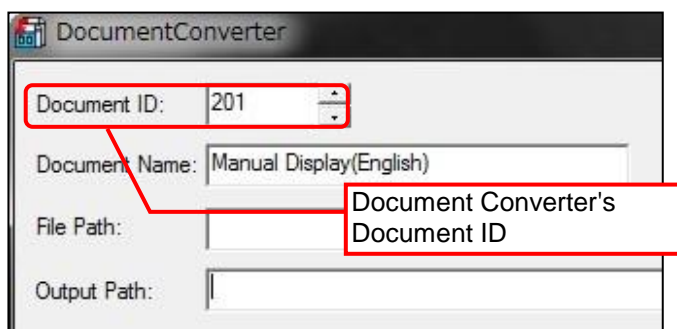 DocumentConverter
Document ID: 201
Document Name: Manual Display(English)
Document Converter's
Document ID
File Path:
Output Path: